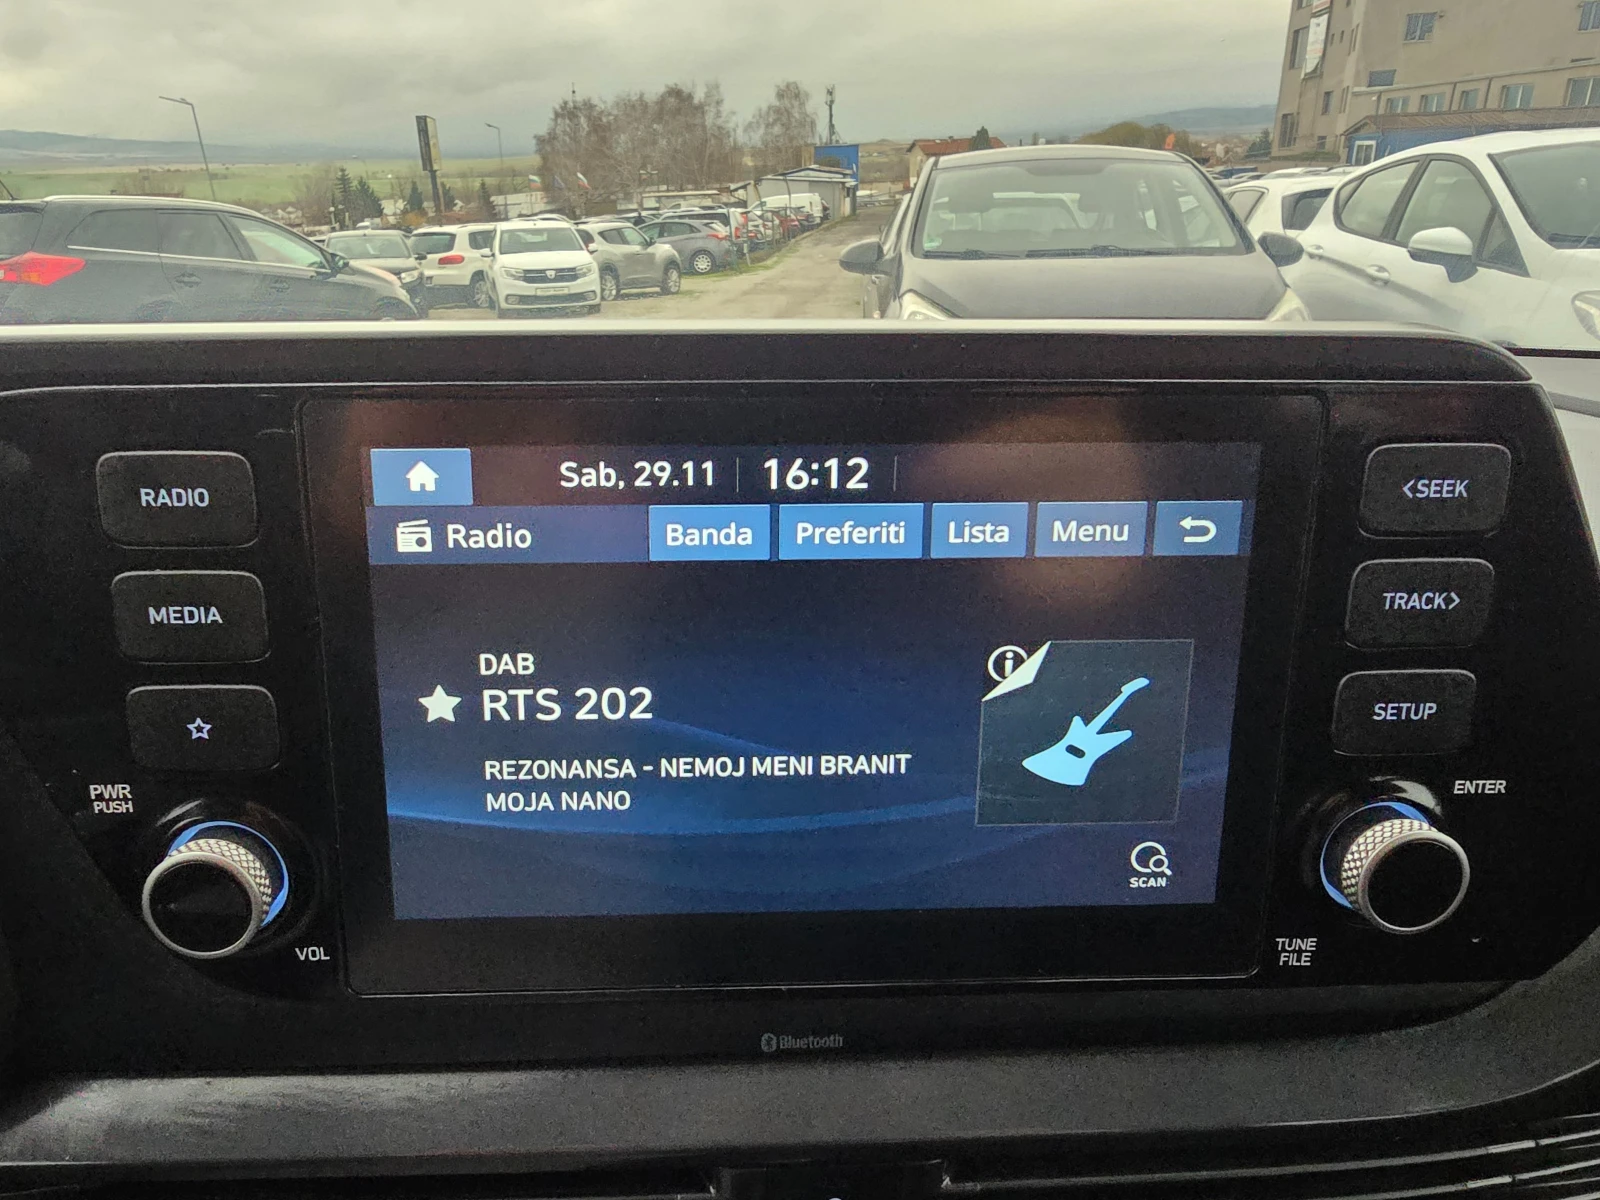 Sab, 29.11 16:12
Radio Banda Preferiti Lista Menu
DAB
RTS 202
REZONANSA - NEMOJ MENI BRANIT
MOJA NANO
SCAN
RADIO
MEDIA
PWR
PUSH
VOL
<SEEK
TRACK>
SETUP
ENTER
TUNE
FILE
Bluetooth